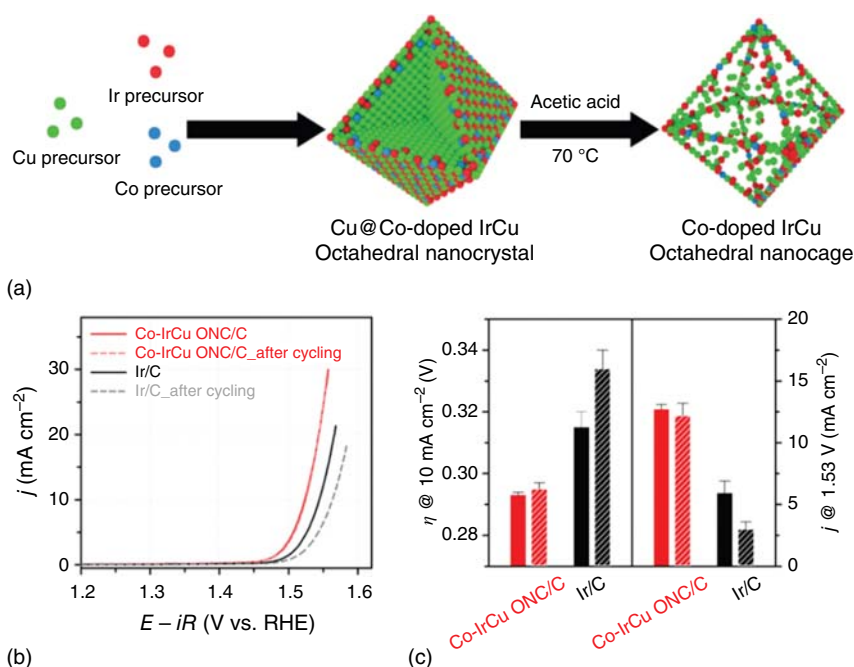 Ir precursor
Cu precursor
Co precursor
Acetic acid
70 °C
Cu@Co-doped IrCu
Octahedral nanocrystal
Co-doped IrCu
Octahedral nanocage
(a)
Co-IrCu ONC/C
Co-IrCu ONC/C_after cycling
Ir/C
Ir/C_after cycling
j (mA cm−2)
30
20
10
0
1.2 1.3 1.4 1.5 1.6
E – iR (V vs. RHE)
(b)
η @ 10 mA cm−2 (V)
0.34
0.32
0.30
0.28
20
15
10
5
0
j @ 1.53 V (mA cm−2)
Co-IrCu ONC/C
Ir/C
Co-IrCu ONC/C
Ir/C
(c)